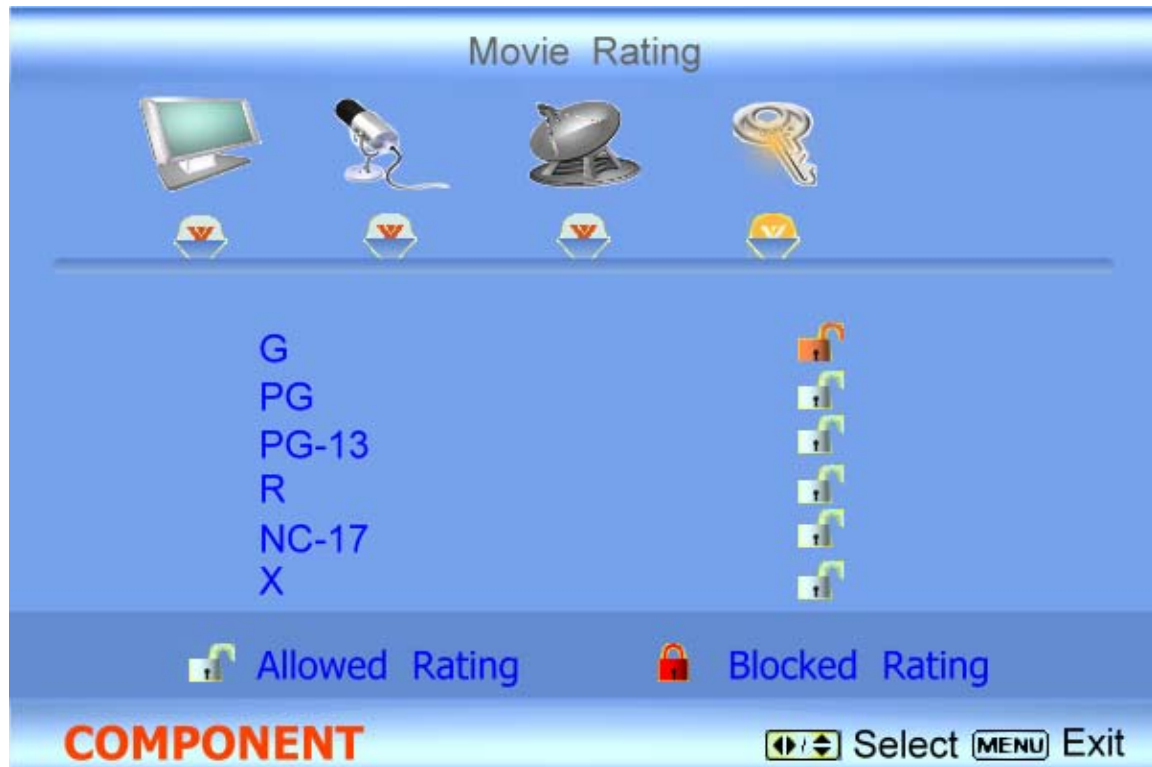 Movie Rating
G
PG
PG-13
R
NC-17
X
Allowed Rating
Blocked Rating
COMPONENT
Select MENU Exit